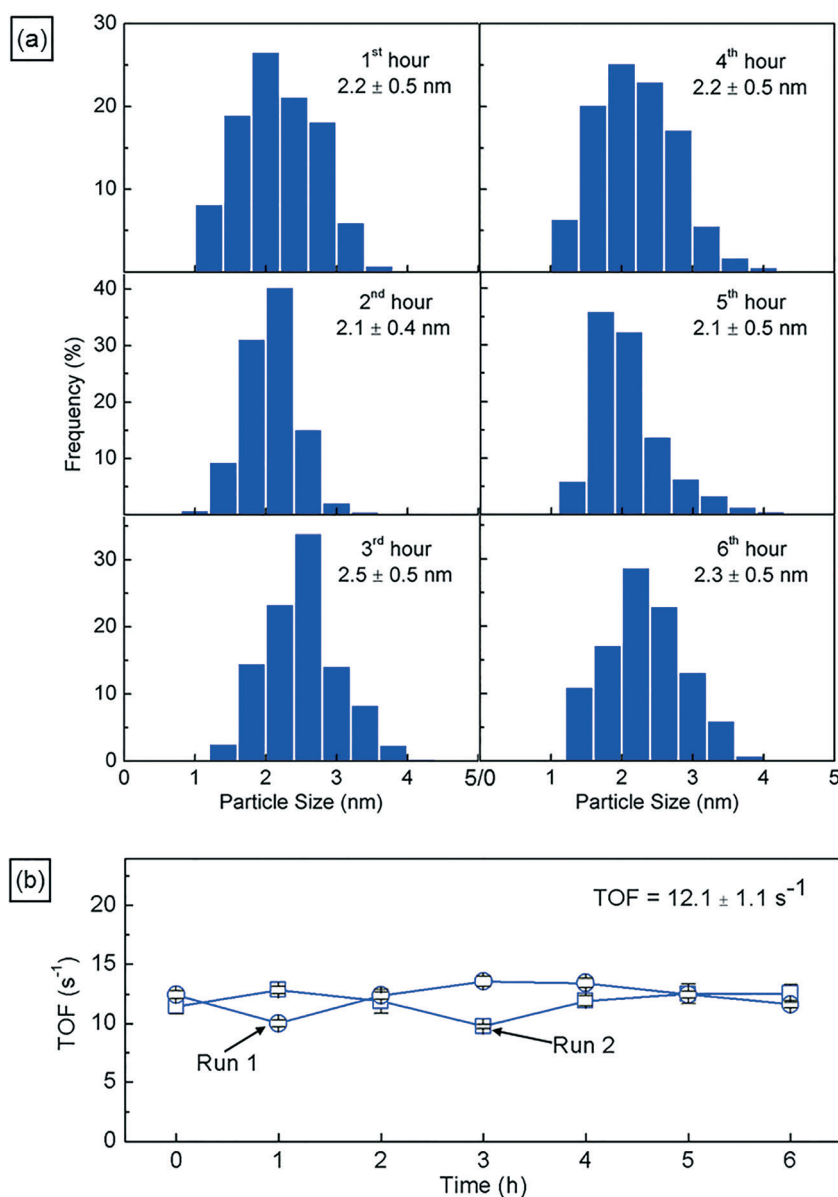 (a)
30
20
10
1st hour
2.2 ± 0.5 nm
4th hour
2.2 ± 0.5 nm
Frequency (%)
40
30
20
10
2nd hour
2.1 ± 0.4 nm
5th hour
2.1 ± 0.5 nm
30
20
10
0
3rd hour
2.5 ± 0.5 nm
6th hour
2.3 ± 0.5 nm
0 1 2 3 4 5/0 1 2 3 4 5
Particle Size (nm) Particle Size (nm)
(b)
TOF = 12.1 ± 1.1 s-1
TOF (s-1)
20
15
10
5
0
Run 1
Run 2
0 1 2 3 4 5 6
Time (h)